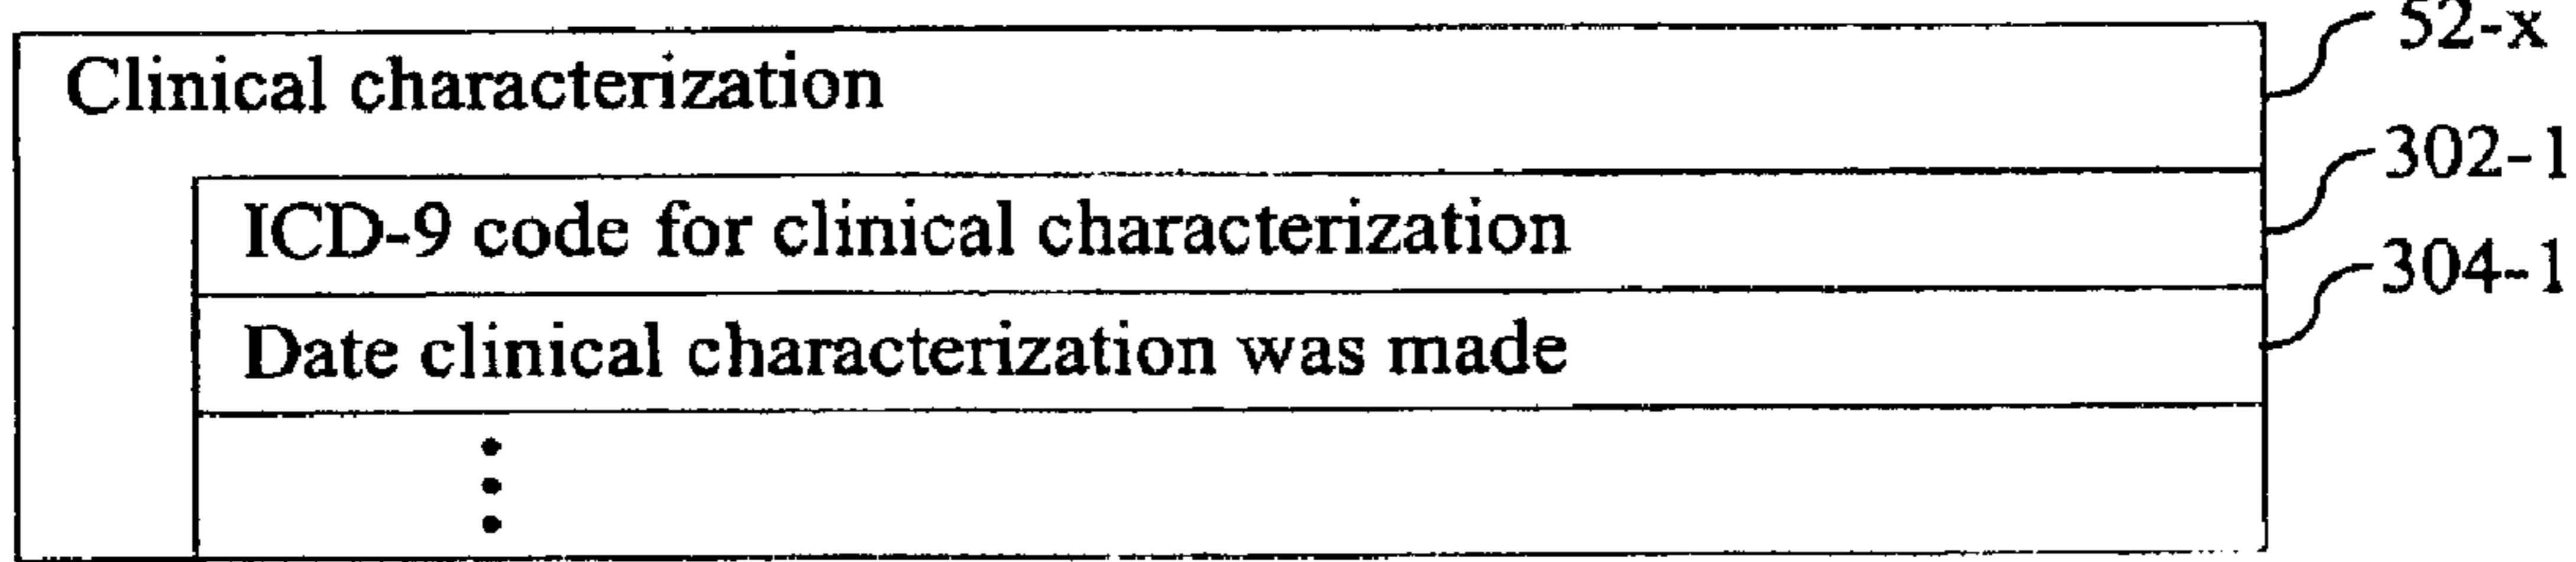 52-x
Clinical characterization
302-1
ICD-9 code for clinical characterization
304-1
Date clinical characterization was made